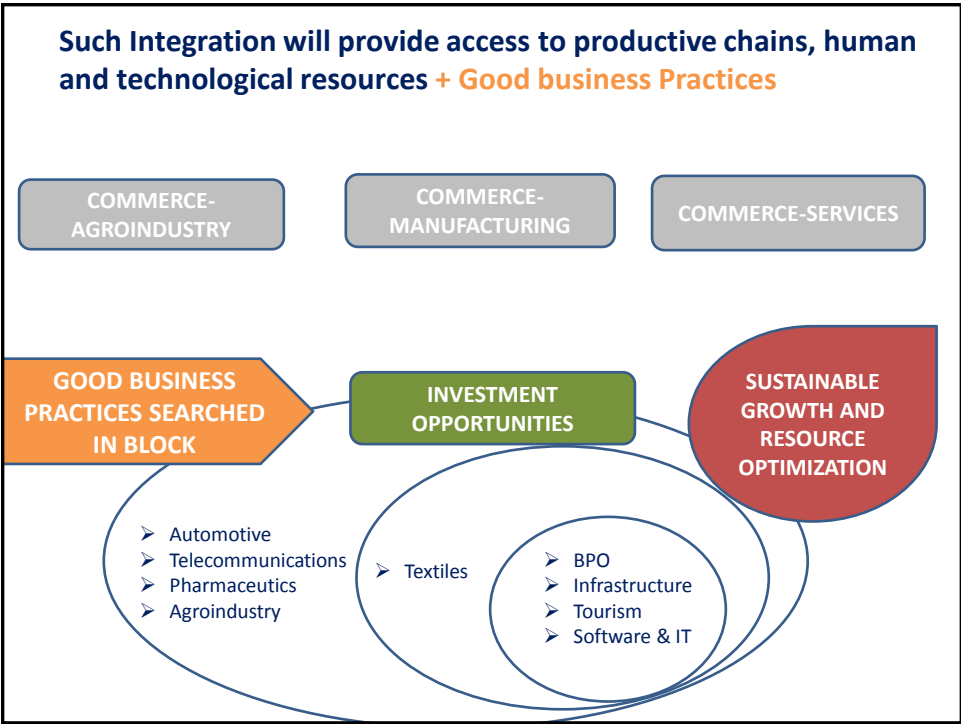 Such Integration will provide access to productive chains, human
and technological resources + Good business Practices
COMMERCE-
AGROINDUSTRY
COMMERCE-
MANUFACTURING
COMMERCE-SERVICES
GOOD BUSINESS
PRACTICES SEARCHED
IN BLOCK
INVESTMENT
OPPORTUNITIES
SUSTAINABLE
GROWTH AND
RESOURCE
OPTIMIZATION
➢ Automotive
➢ Telecommunications
➢ Pharmaceutics
➢ Agroindustry
➢ Textiles
➢ BPO
➢ Infrastructure
➢ Tourism
➢ Software & IT